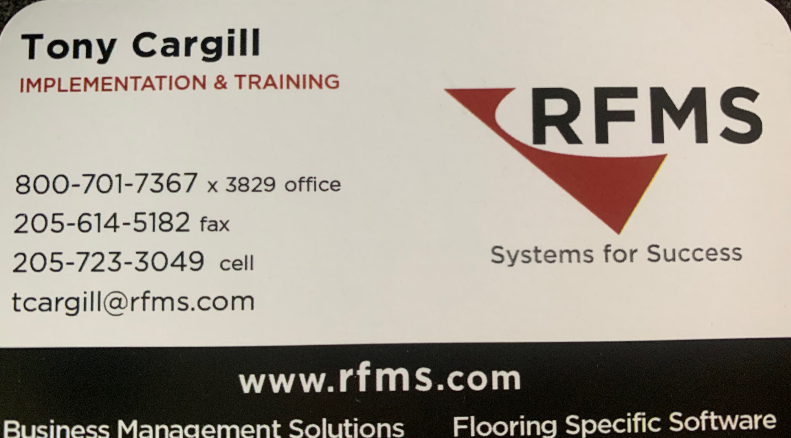 Tony Cargill
IMPLEMENTATION & TRAINING
RFMS
Systems for Success
800-701-7367 x 3829 office
205-614-5182 fax
205-723-3049 cell
tcargill@rfms.com
www.rfms.com
Business Management Solutions
Flooring Specific Software